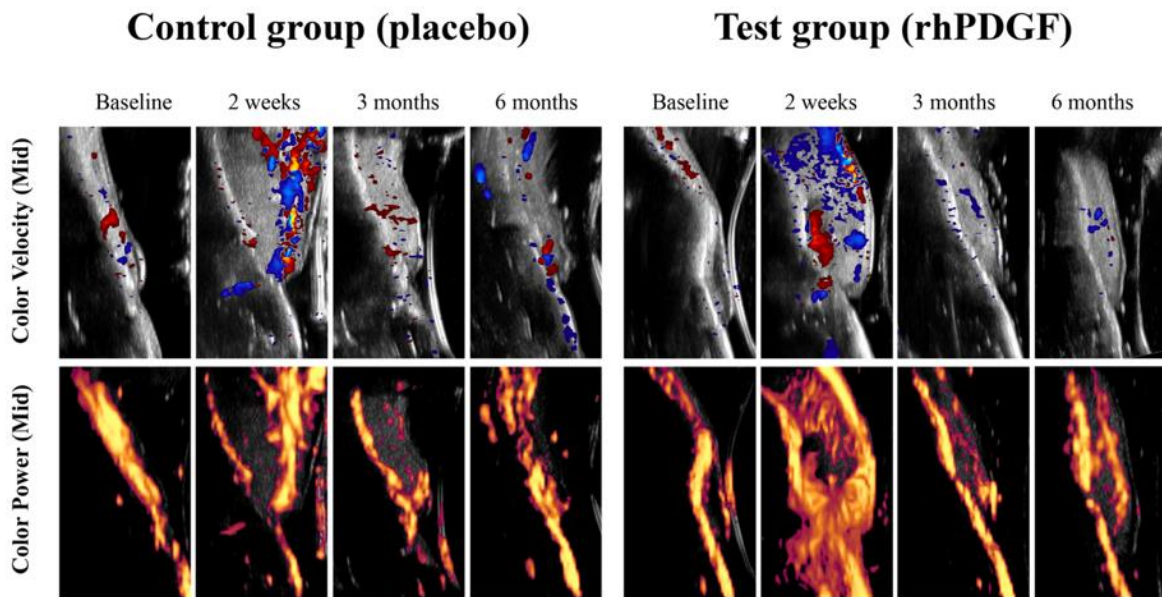 Control group (placebo)
Test group (rhPDGF)
Baseline
2 weeks
3 months
6 months
Baseline
2 weeks
3 months
6 months
Color Velocity (Mid)
Color Power (Mid)